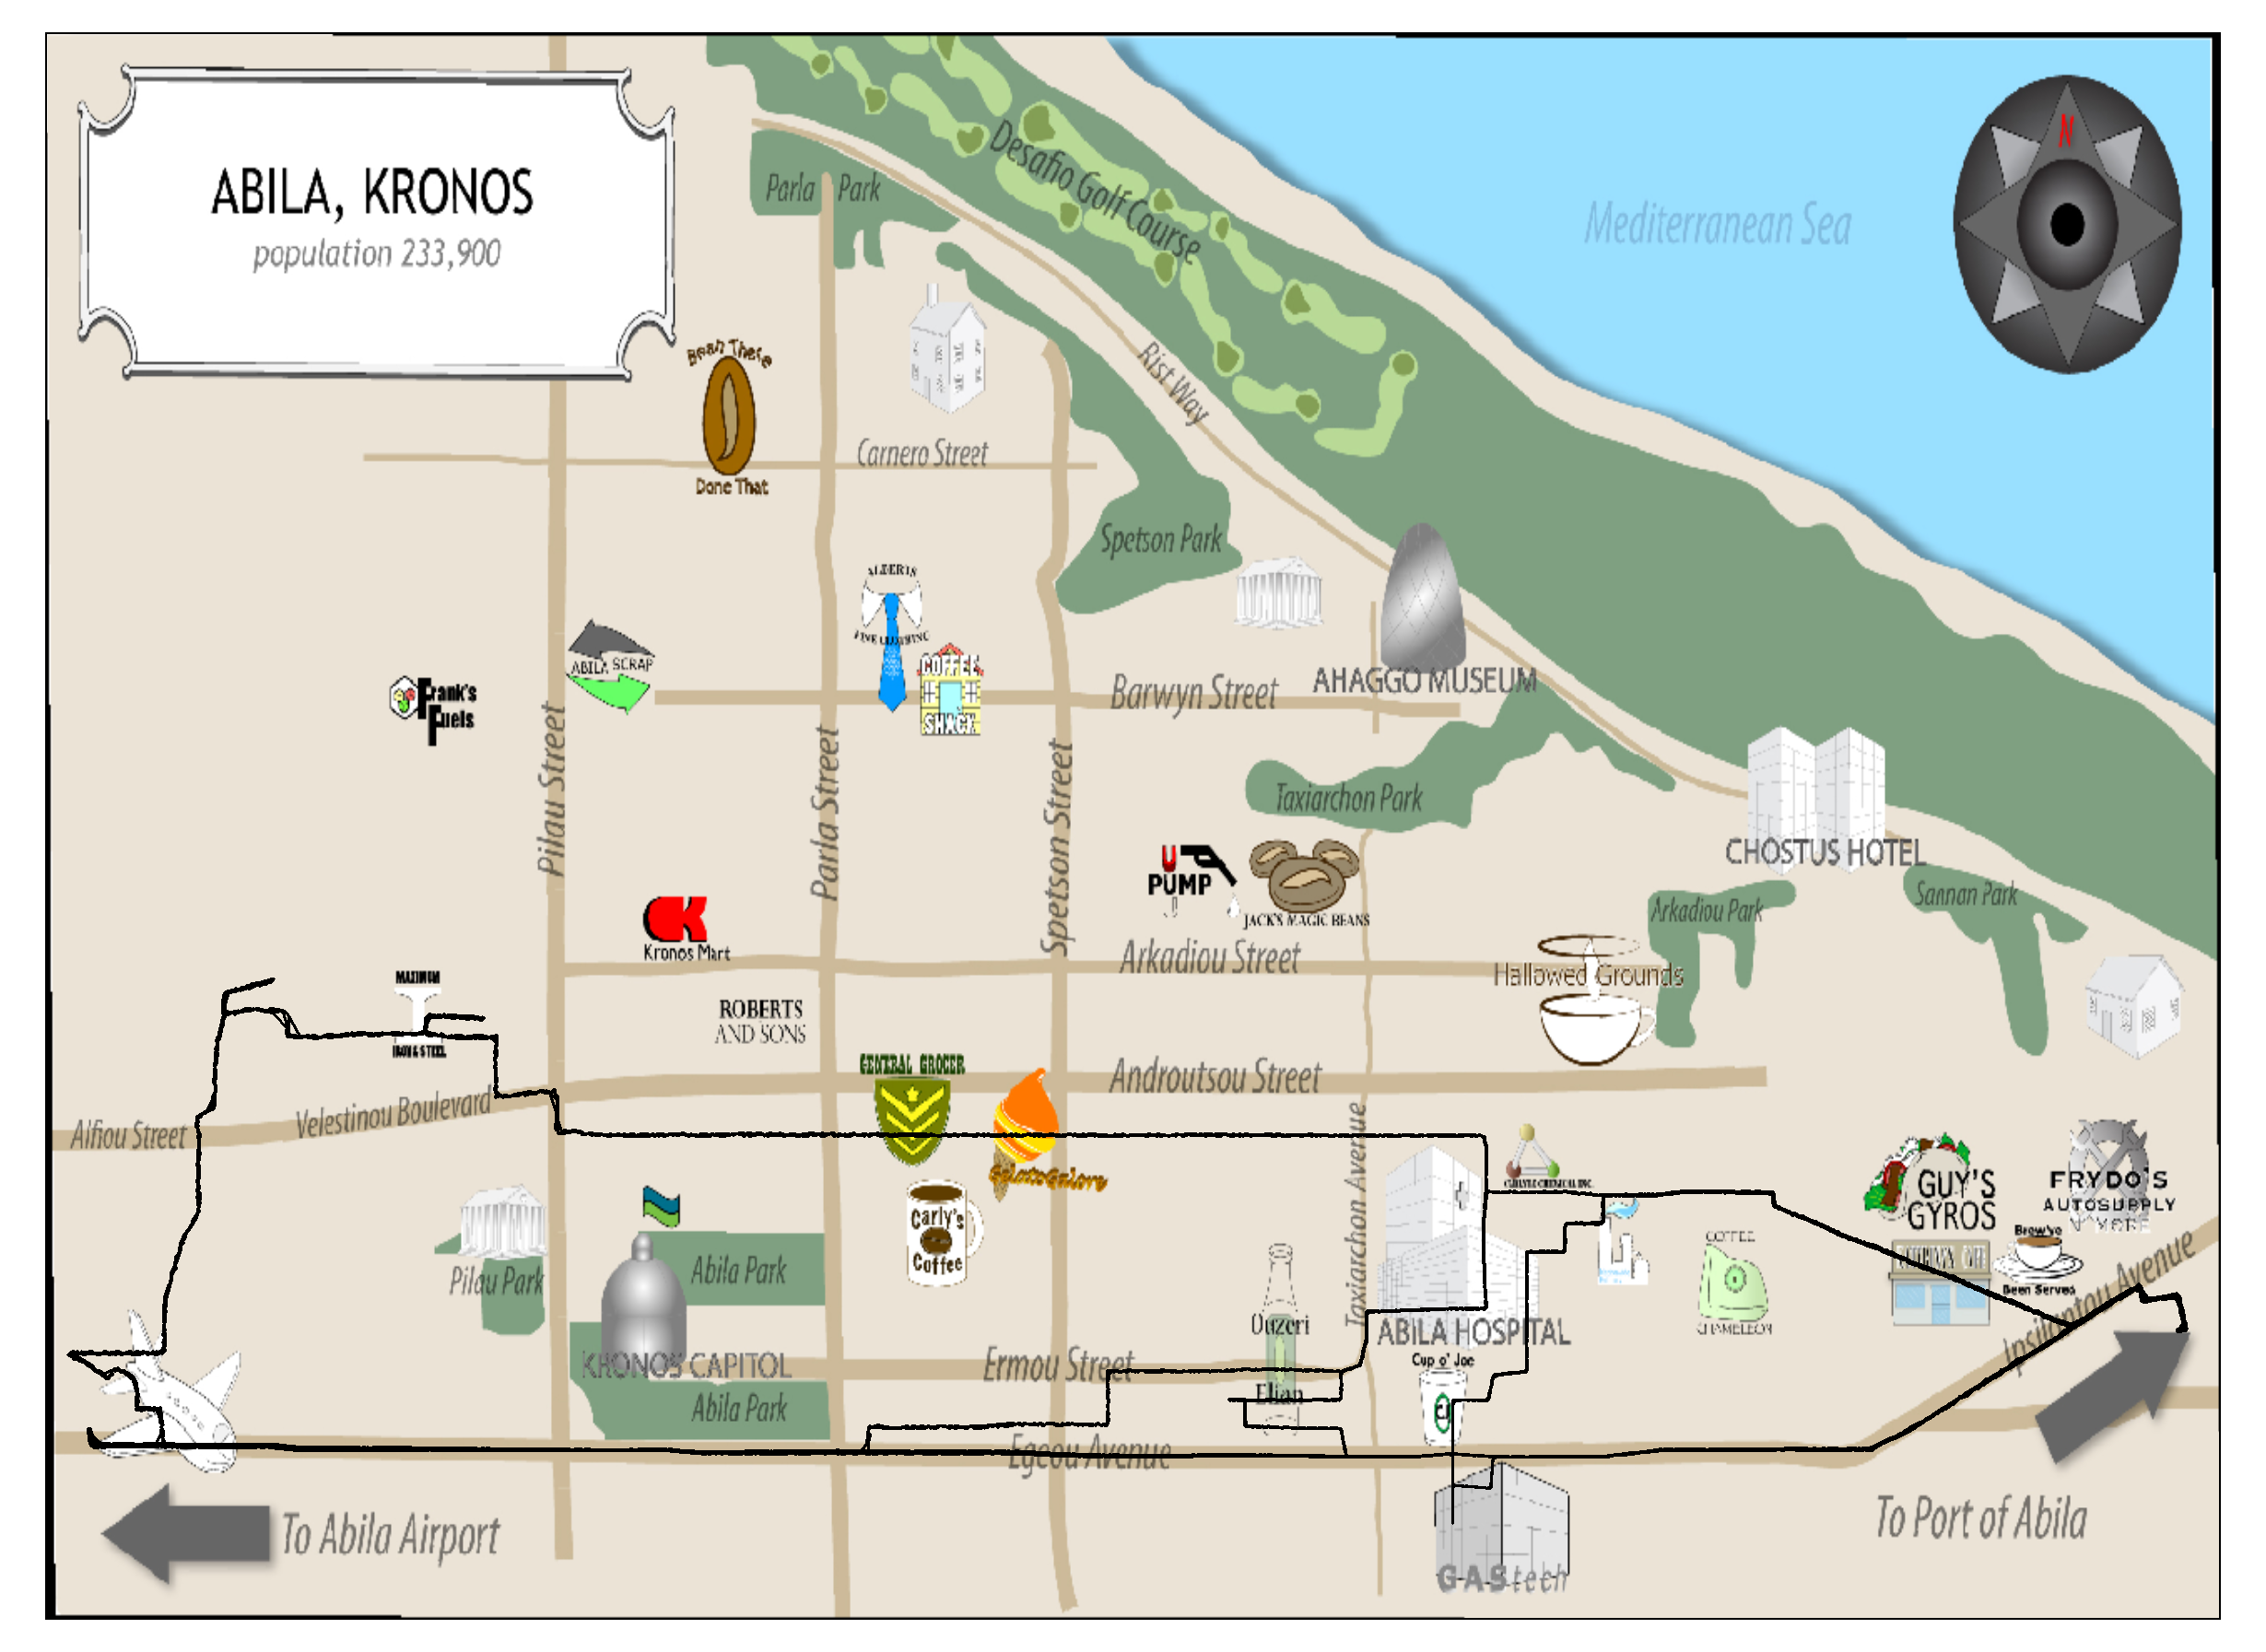 N
ABILA, KRONOS
population 233,900
Parla Park
Desafio Golf Course
Mediterranean Sea
Rist Way
Bean There
Done That
Carnero Street
Spetson Park
ALBERTS
FINE CLOTHING
ABILA SCRAP
COFFEE
SHACK
Frank's
Fuels
Barwyn Street
AHAGGO MUSEUM
Pilau Street
Parla Street
Spetson Street
Taxiarchon Park
CHOSTUS HOTEL
U
PUMP
JACK'S MAGIC BEANS
Arkadiou Park
Sannan Park
Kronos Mart
Arkadiou Street
Hallowed Grounds
MAXIMUM
IRON & STEEL
ROBERTS
AND SONS
GENERAL GROCER
Androutsou Street
Alfiou Street
Velestinou Boulevard
Taxiarchon Avenue
GelatoGalore
GUY'S
GYROS
FRYDO'S
AUTOSUPPLY
N' MORE
Carly's
Coffee
Pilau Park
Abila Park
COFFEE
CHAMELEON
Brew've
Been Served
Ipsilantou Avenue
Ouzeri
Elian
ABILA HOSPITAL
KRONOS CAPITOL
Ermou Street
Cup o' Joe
CJ
Abila Park
Egeou Avenue
To Abila Airport
To Port of Abila
GAStech